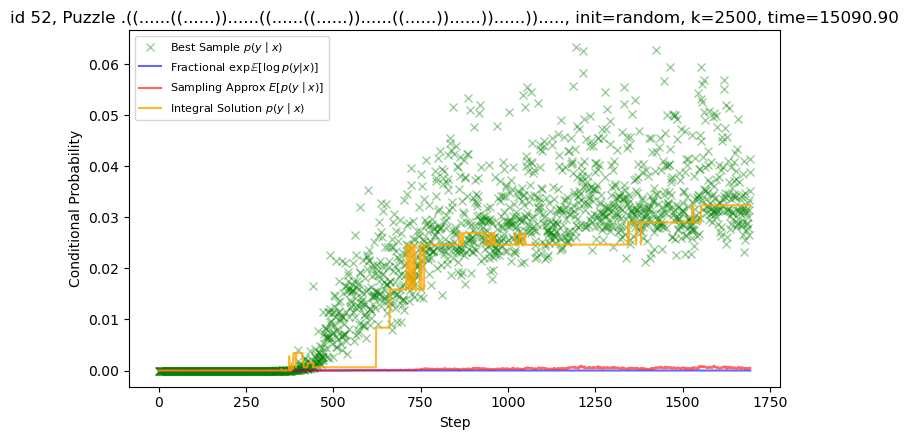 id 52, Puzzle .((......((......))......((......((......))......((......))......))......))....., init=random, k=2500, time=15090.90
Best Sample p(y | x)
Fractional exp𝔼[log p(y|x)]
Sampling Approx E[p(y | x)]
Integral Solution p(y | x)
Conditional Probability
0.06
0.05
0.04
0.03
0.02
0.01
0.00
0 250 500 750 1000 1250 1500 1750
Step